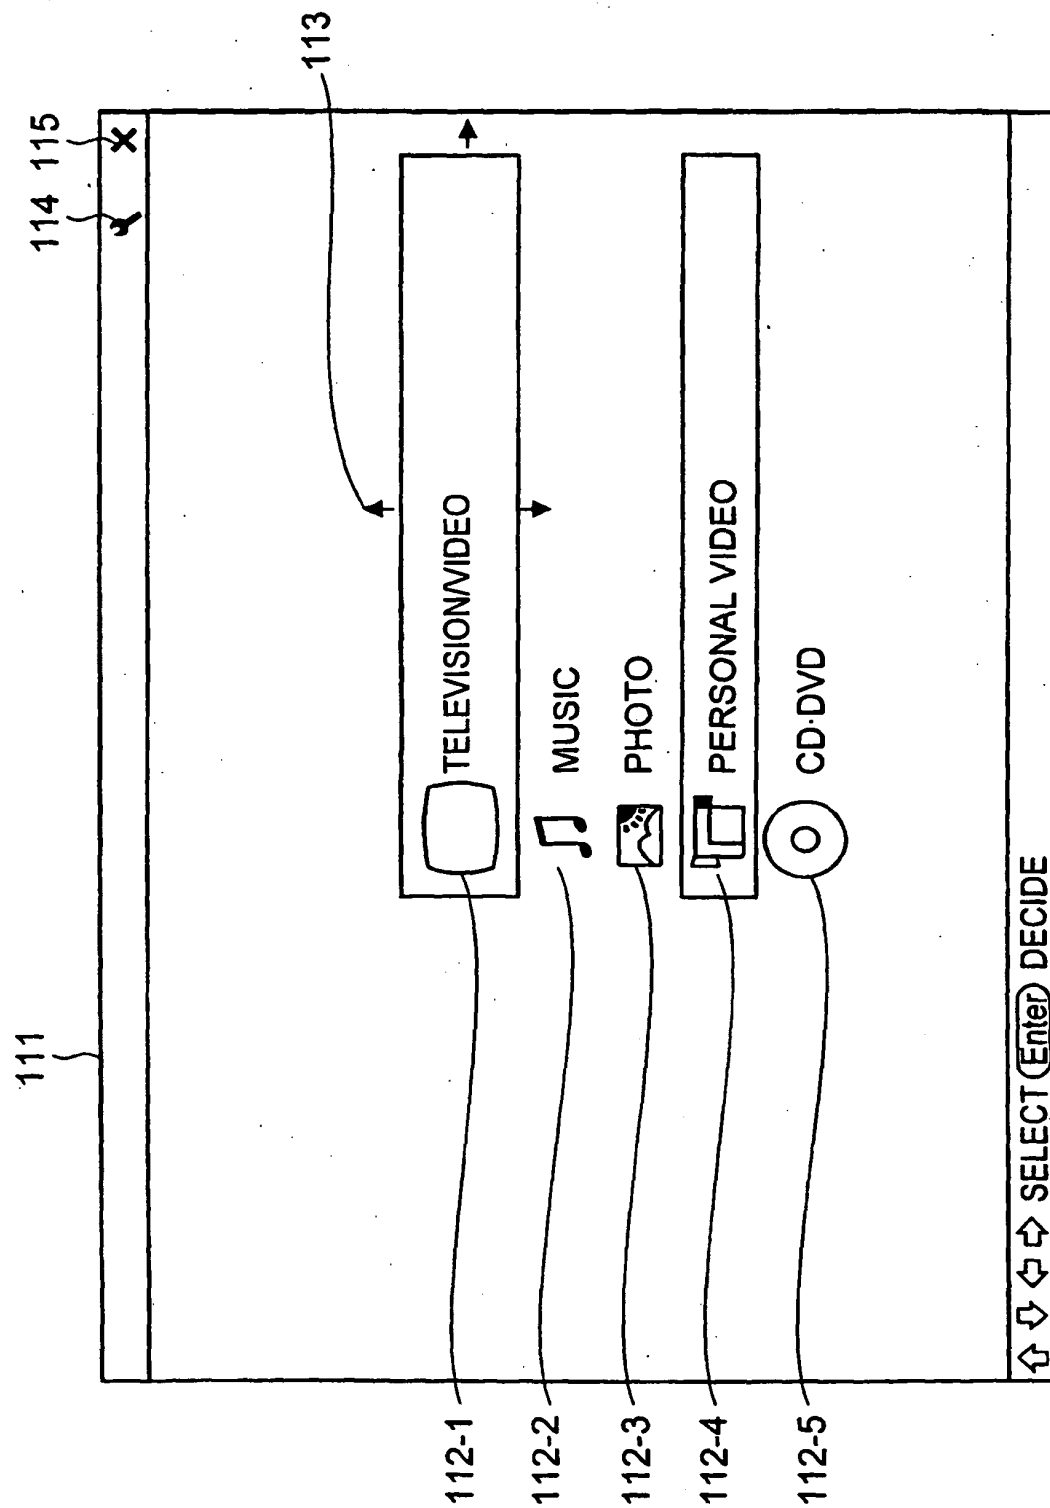 113
111
114 115
112-1 TELEVISION/VIDEO
112-2 MUSIC
112-3 PHOTO
112-4 PERSONAL VIDEO
112-5 CD·DVD
SELECT Enter DECIDE